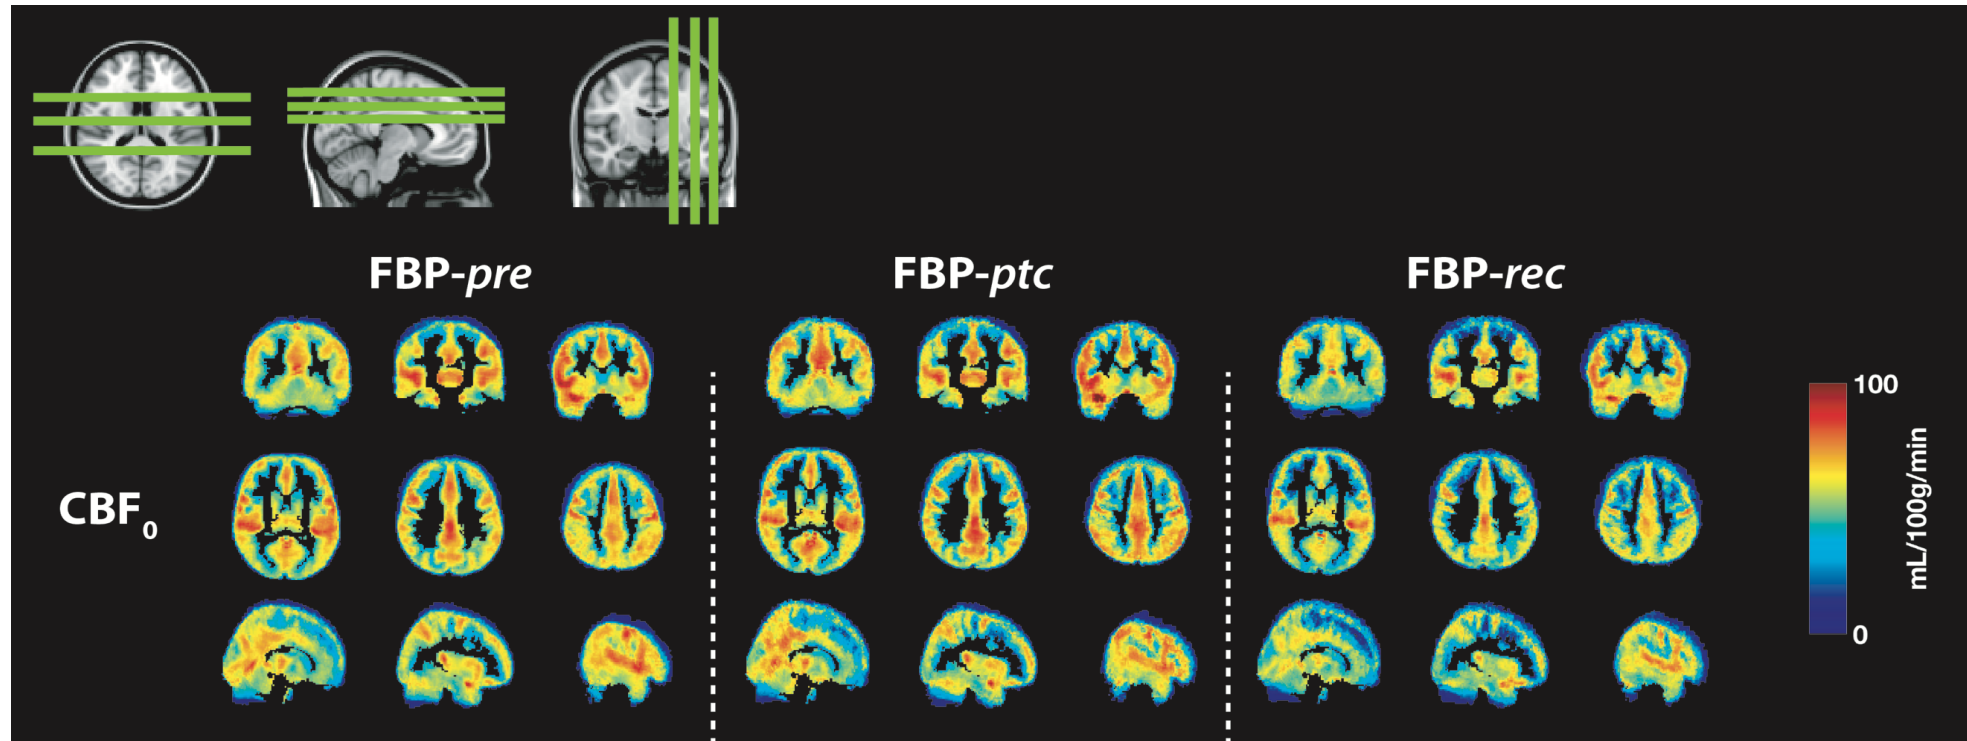 FBP-pre
FBP-ptc
FBP-rec
CBF0
100
0
mL/100g/min